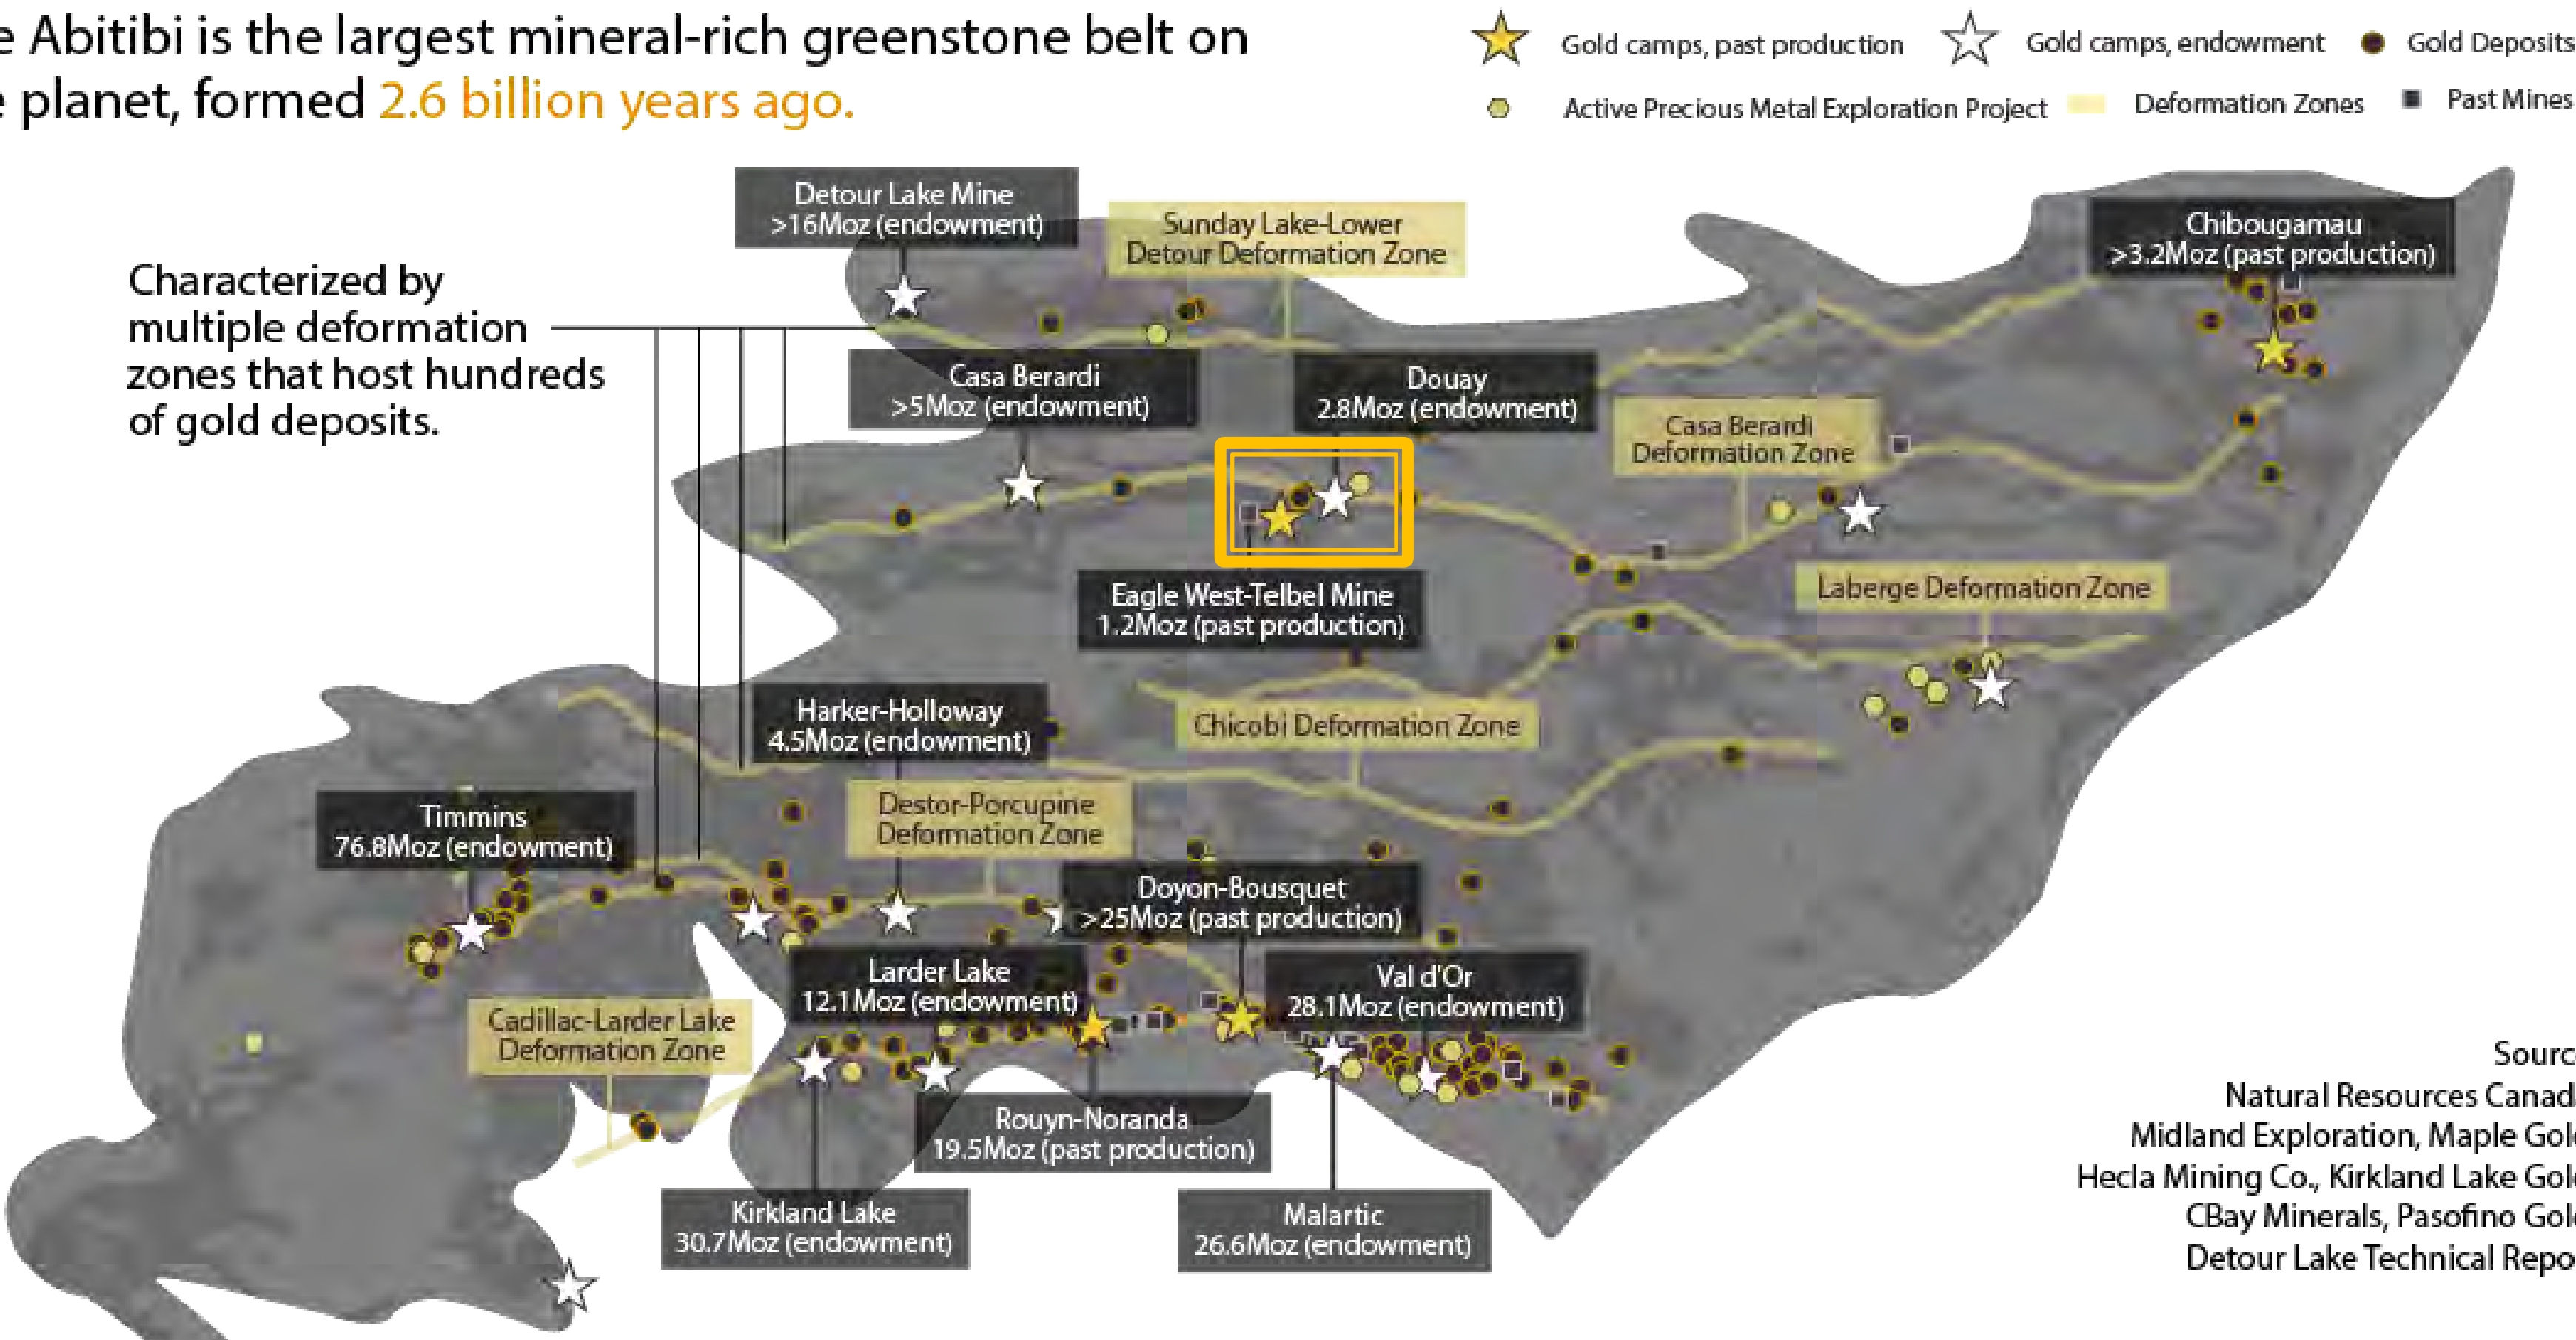 e Abitibi is the largest mineral-rich greenstone belt on
e planet, formed 2.6 billion years ago.
Gold camps, past production
Gold camps, endowment
Gold Deposits
Active Precious Metal Exploration Project
Deformation Zones
Past Mines
Characterized by
multiple deformation
zones that host hundreds
of gold deposits.
Detour Lake Mine
>16Moz (endowment)
Sunday Lake-Lower
Detour Deformation Zone
Chibougamau
>3.2Moz (past production)
Casa Berardi
>5Moz (endowment)
Douay
2.8Moz (endowment)
Casa Berardi
Deformation Zone
Eagle West-Telbel Mine
1.2Moz (past production)
Laberge Deformation Zone
Harker-Holloway
4.5Moz (endowment)
Chicobi Deformation Zone
Timmins
76.8Moz (endowment)
Destor-Porcupine
Deformation Zone
Doyon-Bousquet
>25Moz (past production)
Larder Lake
12.1Moz (endowment)
Val d'Or
28.1Moz (endowment)
Cadillac-Larder Lake
Deformation Zone
Rouyn-Noranda
19.5Moz (past production)
Kirkland Lake
30.7Moz (endowment)
Malartic
26.6Moz (endowment)
Sourc
Natural Resources Canad
Midland Exploration, Maple Gol
Hecla Mining Co., Kirkland Lake Gol
CBay Minerals, Pasofino Gol
Detour Lake Technical Repo